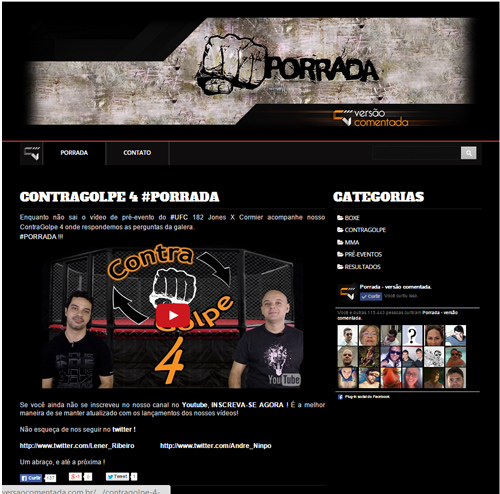 PORRADA
versão
comentada
PORRADA
CONTATO
CONTRAGOLPE 4 #PORRADA
Enquanto não sai o vídeo de pré-evento do #UFC 182 Jones X Cormier acompanhe nosso
ContraGolpe 4 onde respondemos as perguntas da galera.
#PORRADA !!!
Contra
Golpe
4
YouTube
Se você ainda não se inscreveu no nosso canal no Youtube, INSCREVA-SE AGORA ! É a melhor
maneira de se manter atualizado com os lançamentos dos nossos vídeos!
Não esqueça de nos seguir no twitter !
http://www.twitter.com/Lener_Ribeiro http://www.twitter.com/Andre_Ninpo
Um abraço, e até a próxima !
Curtir 127 +1 0 Tweet 1
versaocomentada.com.br/.../contragolpe-4-
CATEGORIAS
BOXE
CONTRAGOLPE
MMA
PRÉ-EVENTOS
RESULTADOS
Porrada - versão comentada.
Curtir Você curtiu isso.
Você e outras pessoas curtiram Porrada - versão
comentada.
Plug-in social do Facebook